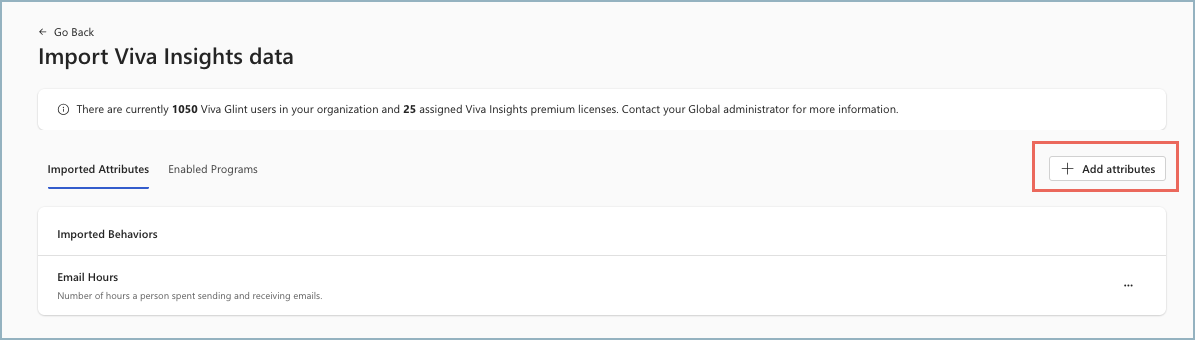 Go Back
Import Viva Insights data
There are currently 1050 Viva Glint users in your organization and 25 assigned Viva Insights premium licenses. Contact your Global administrator for more information.
Imported Attributes Enabled Programs Add attributes
Imported Behaviors
Email Hours
Number of hours a person spent sending and receiving emails.